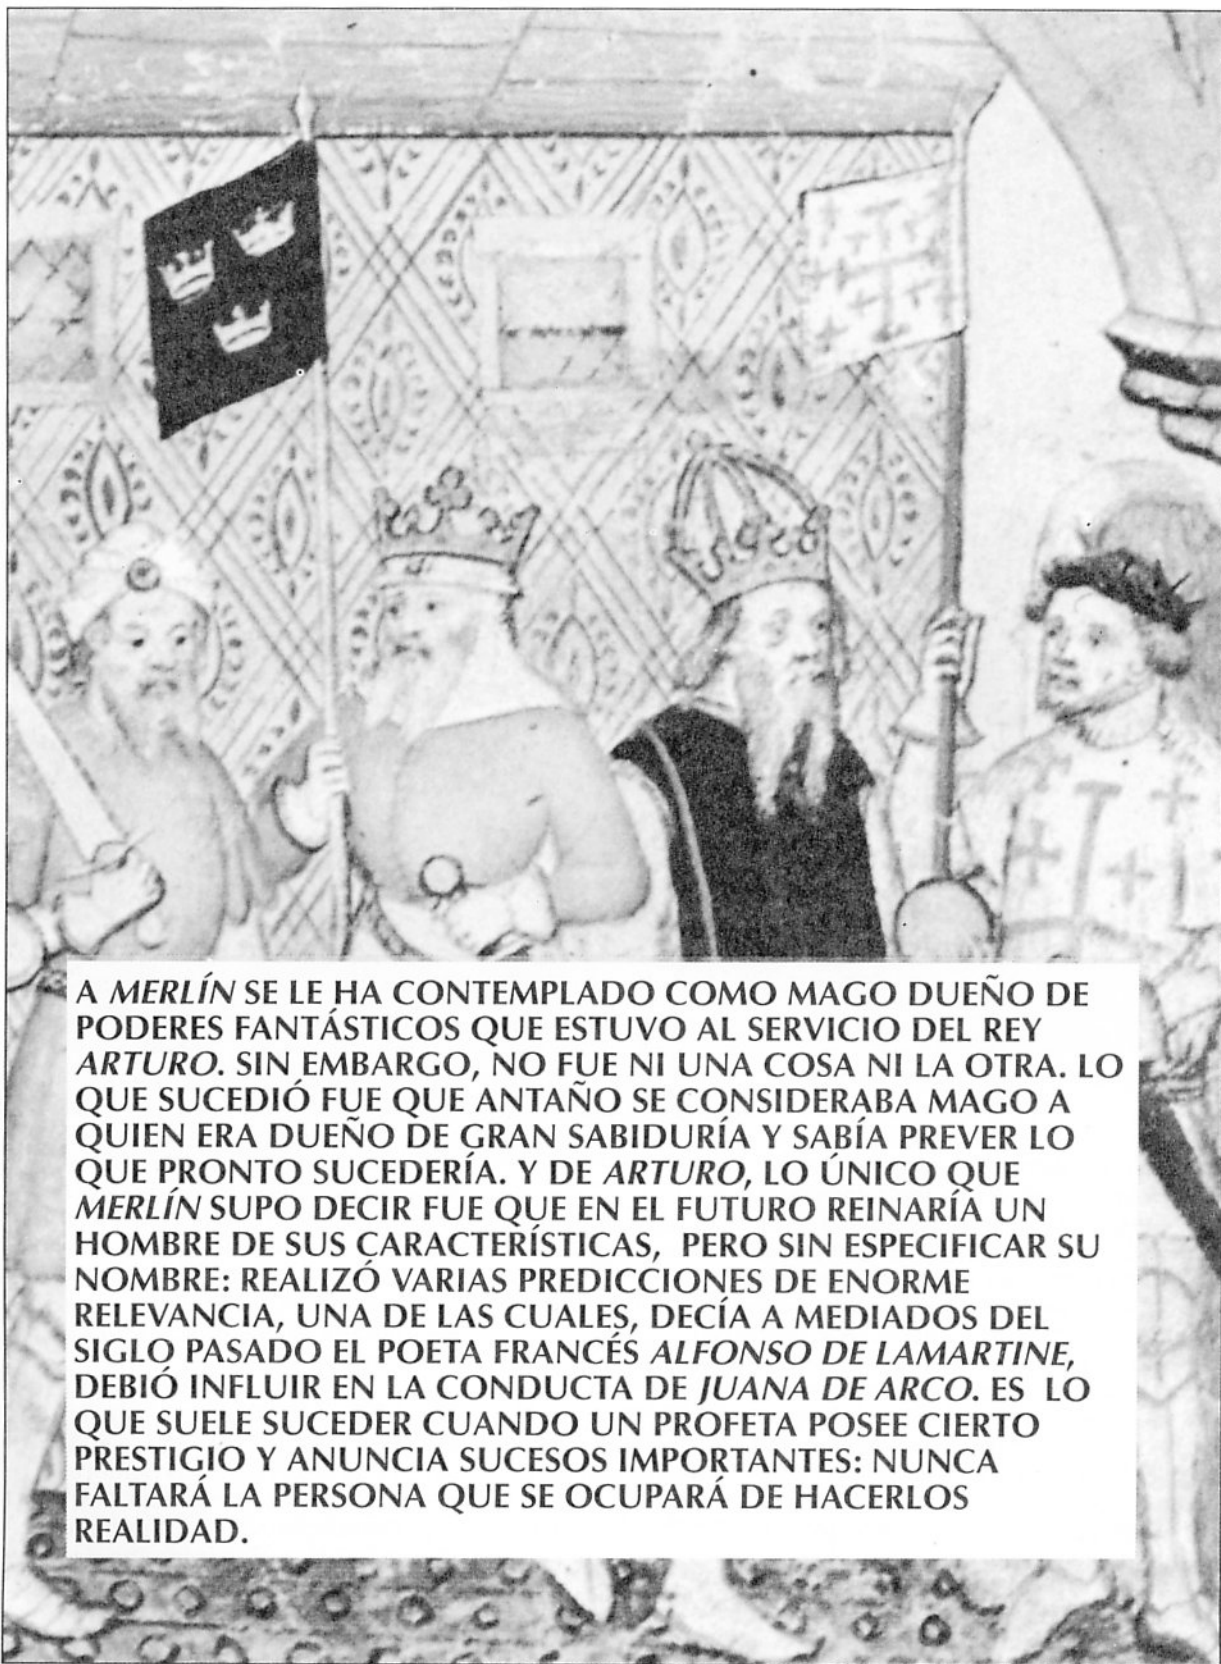 A MERLÍN SE LE HA CONTEMPLADO COMO MAGO DUEÑO DE
PODERES FANTÁSTICOS QUE ESTUVO AL SERVICIO DEL REY
ARTURO. SIN EMBARGO, NO FUE NI UNA COSA NI LA OTRA. LO
QUE SUCEDIÓ FUE QUE ANTAÑO SE CONSIDERABA MAGO A
QUIEN ERA DUEÑO DE GRAN SABIDURÍA Y SABÍA PREVER LO
QUE PRONTO SUCEDERÍA. Y DE ARTURO, LO ÚNICO QUE
MERLÍN SUPO DECIR FUE QUE EN EL FUTURO REINARÍA UN
HOMBRE DE SUS CARACTERÍSTICAS, PERO SIN ESPECIFICAR SU
NOMBRE: REALIZÓ VARIAS PREDICCIONES DE ENORME
RELEVANCIA, UNA DE LAS CUALES, DECÍA A MEDIADOS DEL
SIGLO PASADO EL POETA FRANCÉS ALFONSO DE LAMARTINE,
DEBIÓ INFLUIR EN LA CONDUCTA DE JUANA DE ARCO. ES LO
QUE SUELE SUCEDER CUANDO UN PROFETA POSEE CIERTO
PRESTIGIO Y ANUNCIA SUCESOS IMPORTANTES: NUNCA
FALTARÁ LA PERSONA QUE SE OCUPARÁ DE HACERLOS
REALIDAD.